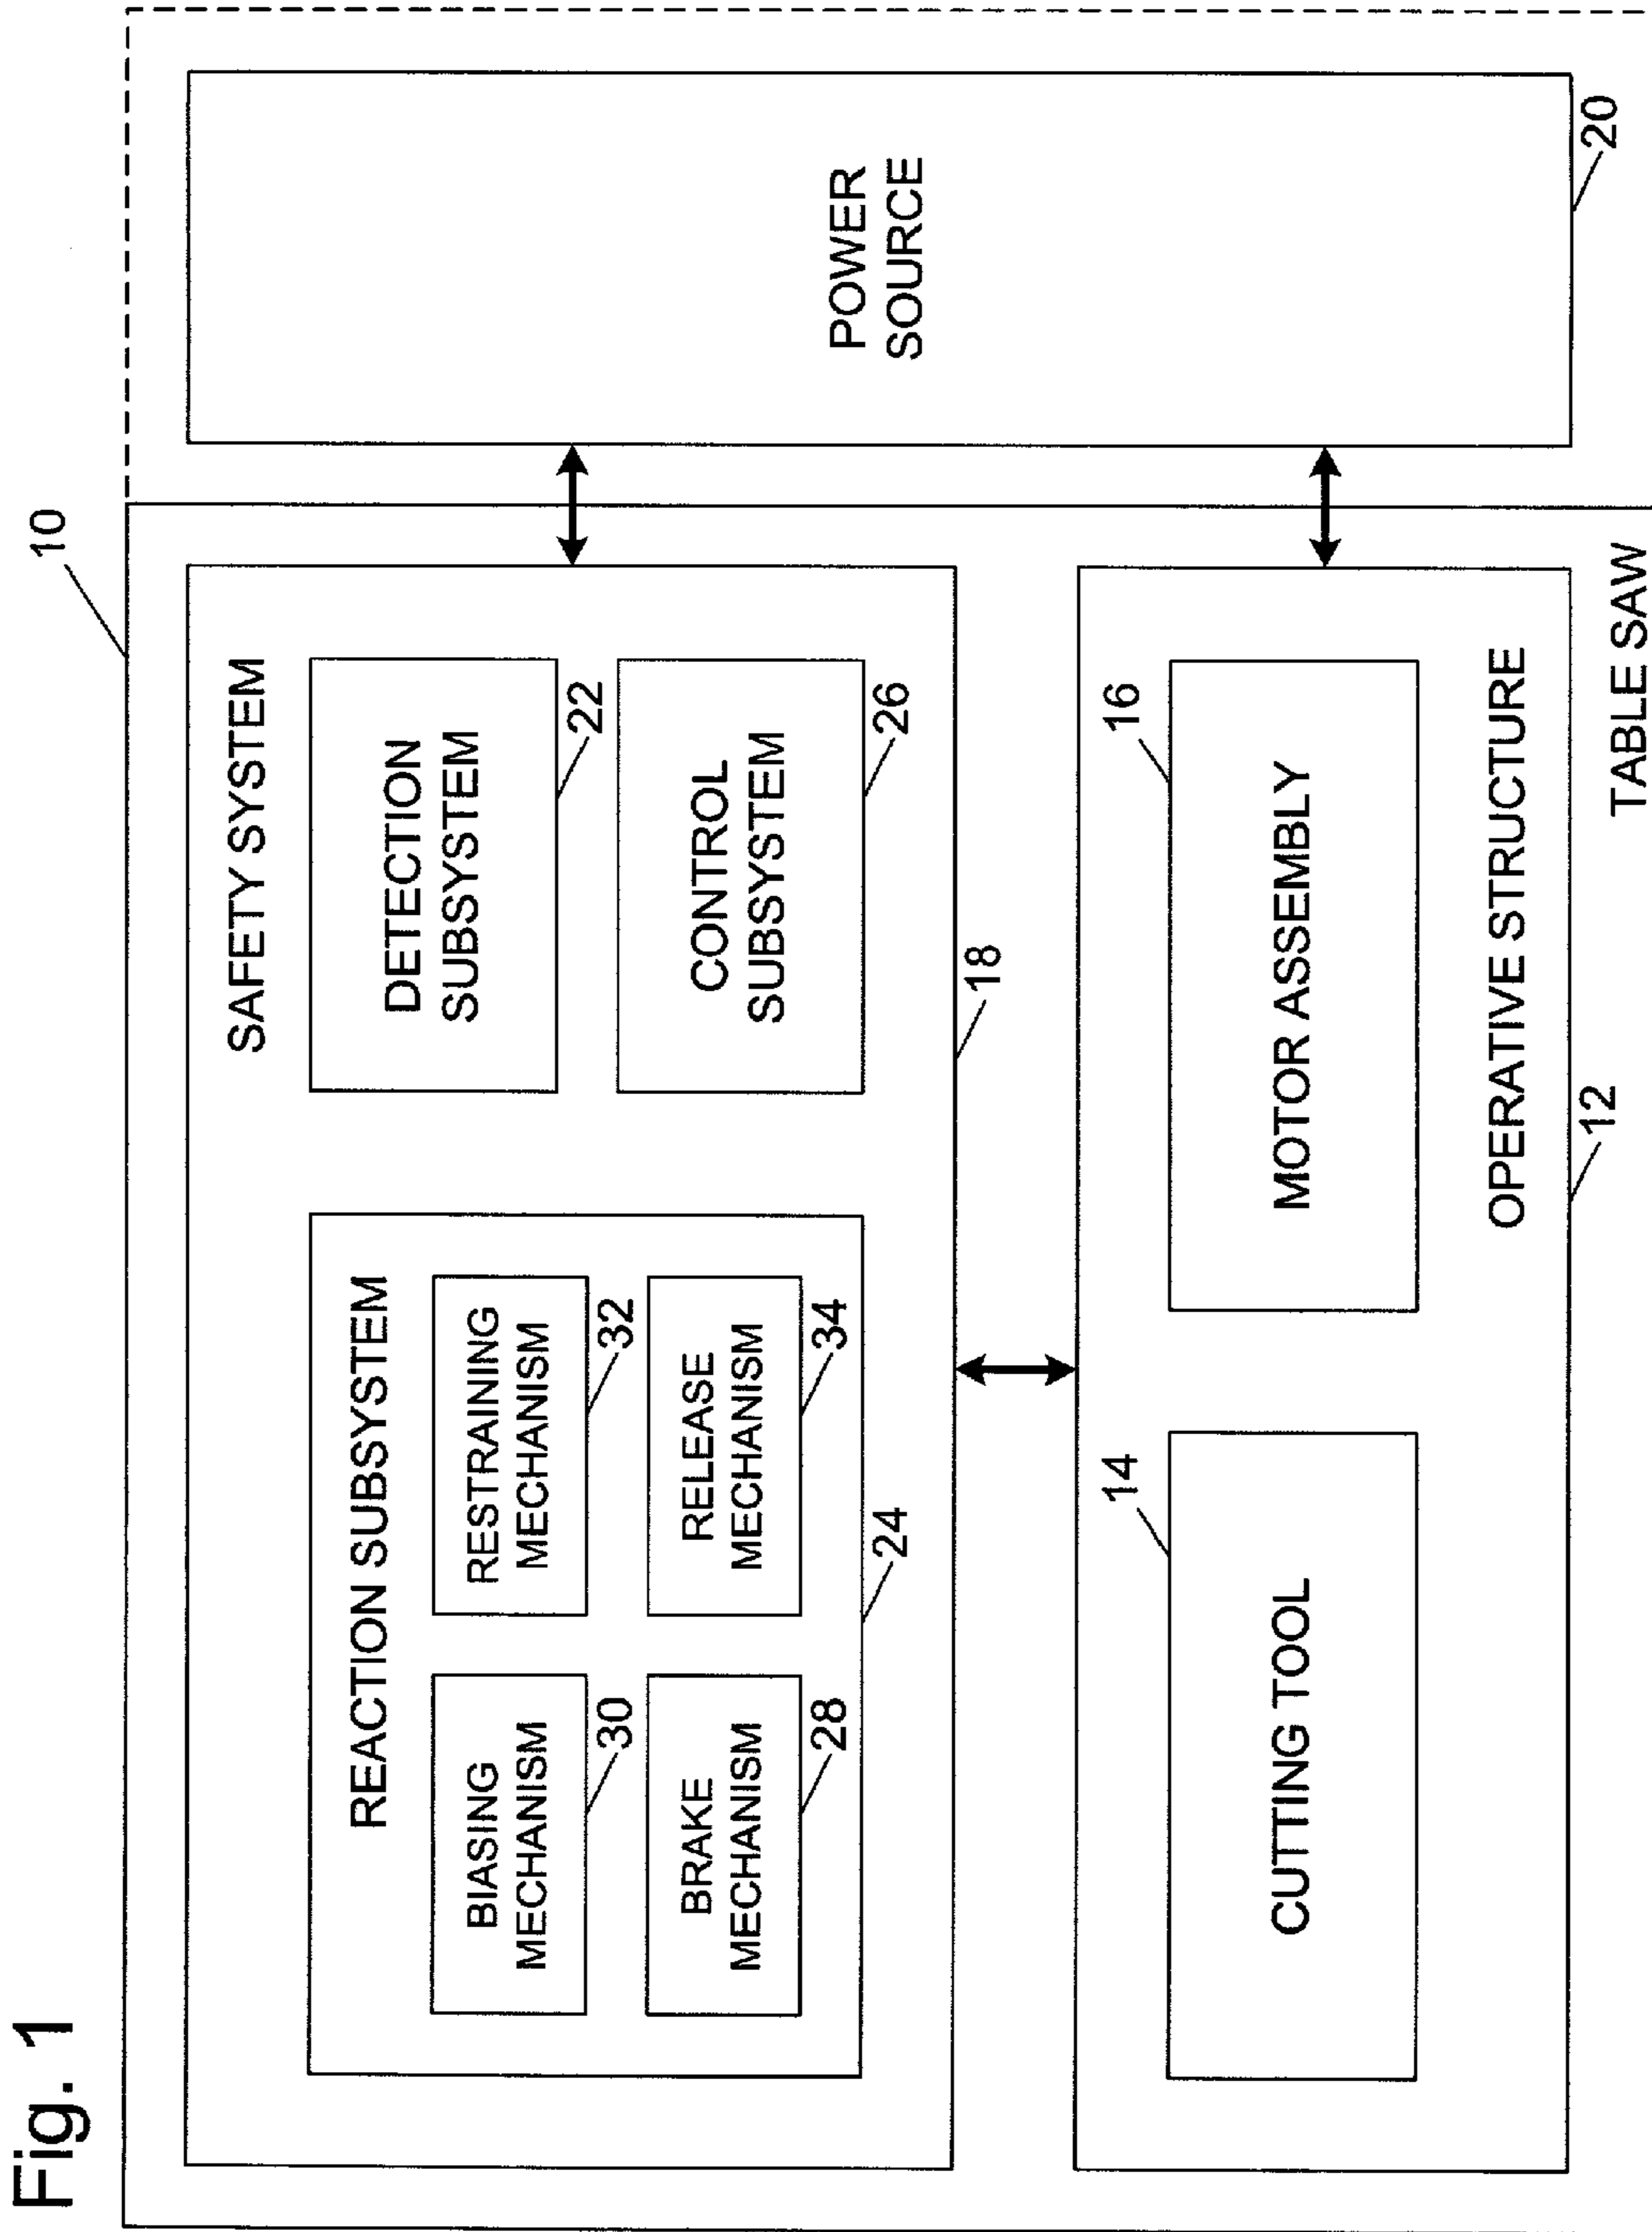 Fig. 1
10
SAFETY SYSTEM
REACTION SUBSYSTEM
BIASING
MECHANISM
30
RESTRAINING
MECHANISM
32
BRAKE
MECHANISM
28
RELEASE
MECHANISM
34
24
DETECTION
SUBSYSTEM
22
CONTROL
SUBSYSTEM
26
18
POWER
SOURCE
20
14
CUTTING TOOL
16
MOTOR ASSEMBLY
OPERATIVE STRUCTURE
12
TABLE SAW